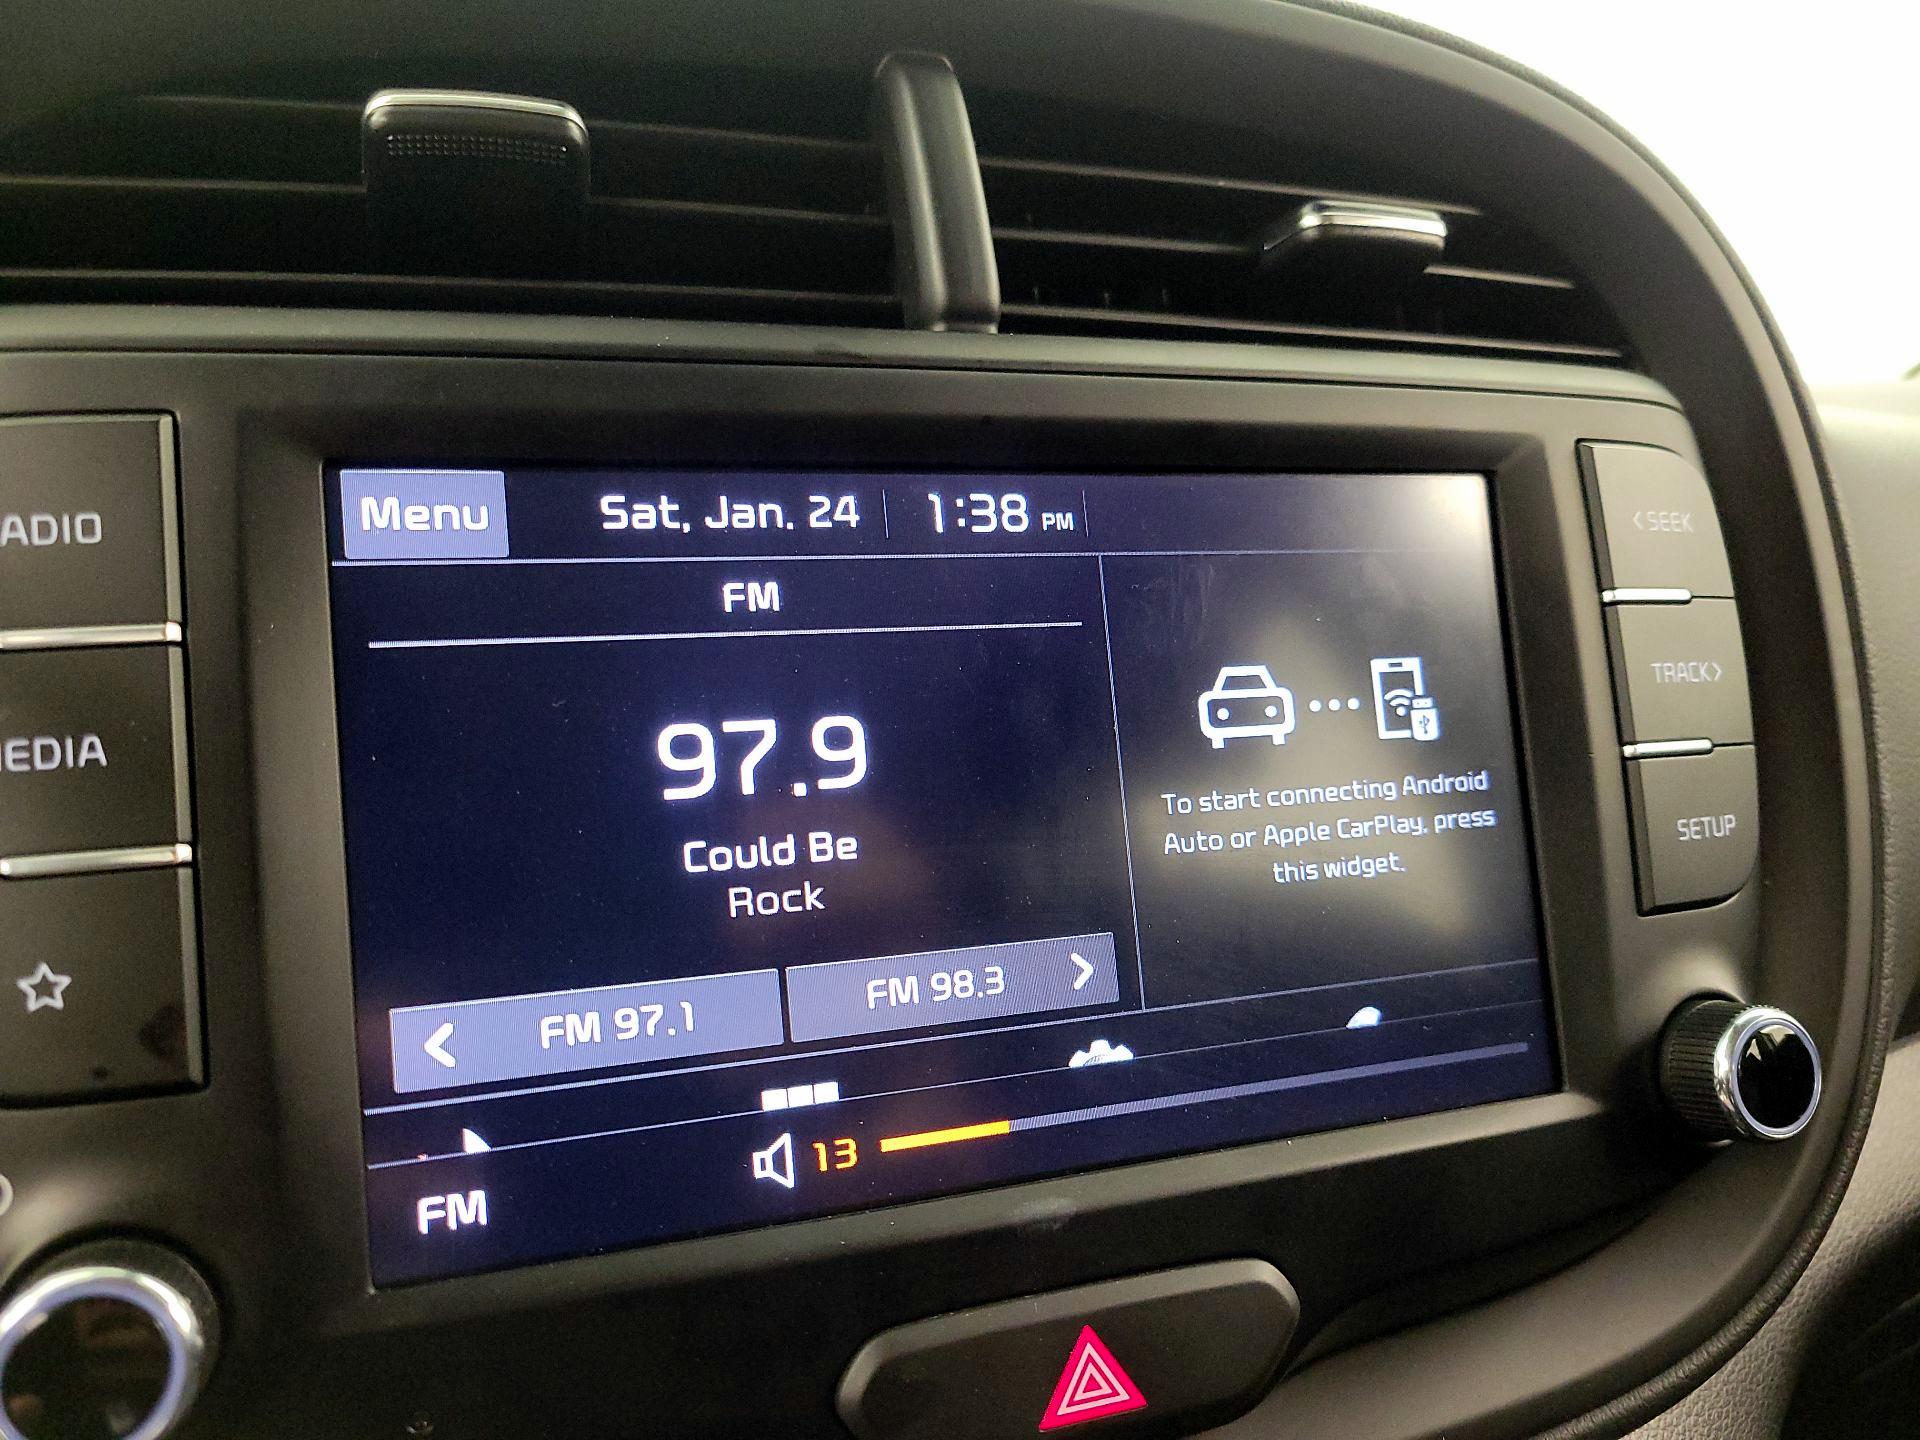 Menu
Sat, Jan. 24
1:38 PM
FM
97.9
Could Be
Rock
FM 97.1
FM 98.3
To start connecting Android
Auto or Apple CarPlay, press
this widget.
FM
13
ADIO
EDIA
<SEEK
TRACK>
SETUP